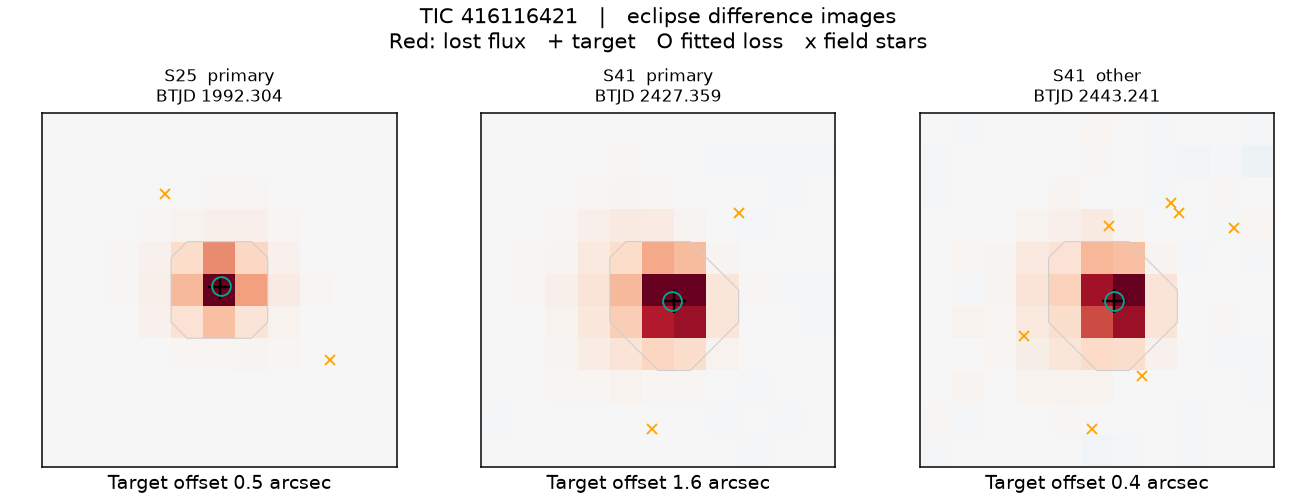 TIC 416116421 | eclipse difference images
Red: lost flux + target O fitted loss x field stars
S25 primary
BTJD 1992.304
S41 primary
BTJD 2427.359
S41 other
BTJD 2443.241
Target offset 0.5 arcsec
Target offset 1.6 arcsec
Target offset 0.4 arcsec